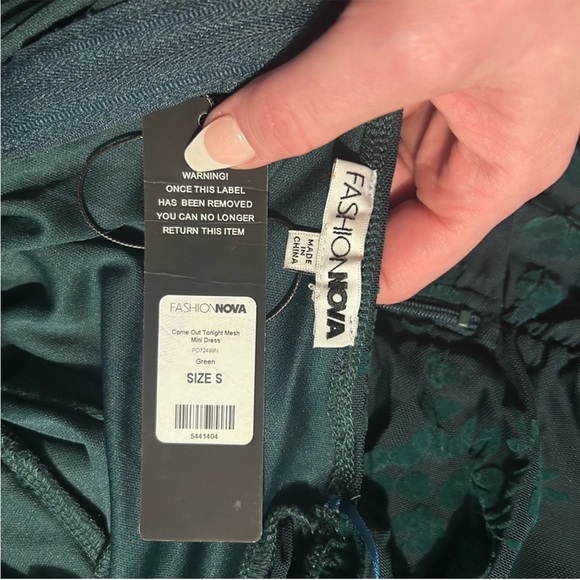 WARNING!
ONCE THIS LABEL
HAS BEEN REMOVED
YOU CAN NO LONGER
RETURN THIS ITEM
FASHIONNOVA
Come Out Tonight Mesh
Mini Dress
PD72499N
Green
SIZE S
5441404
MADE
IN
CHINA
FASHIONNOVA